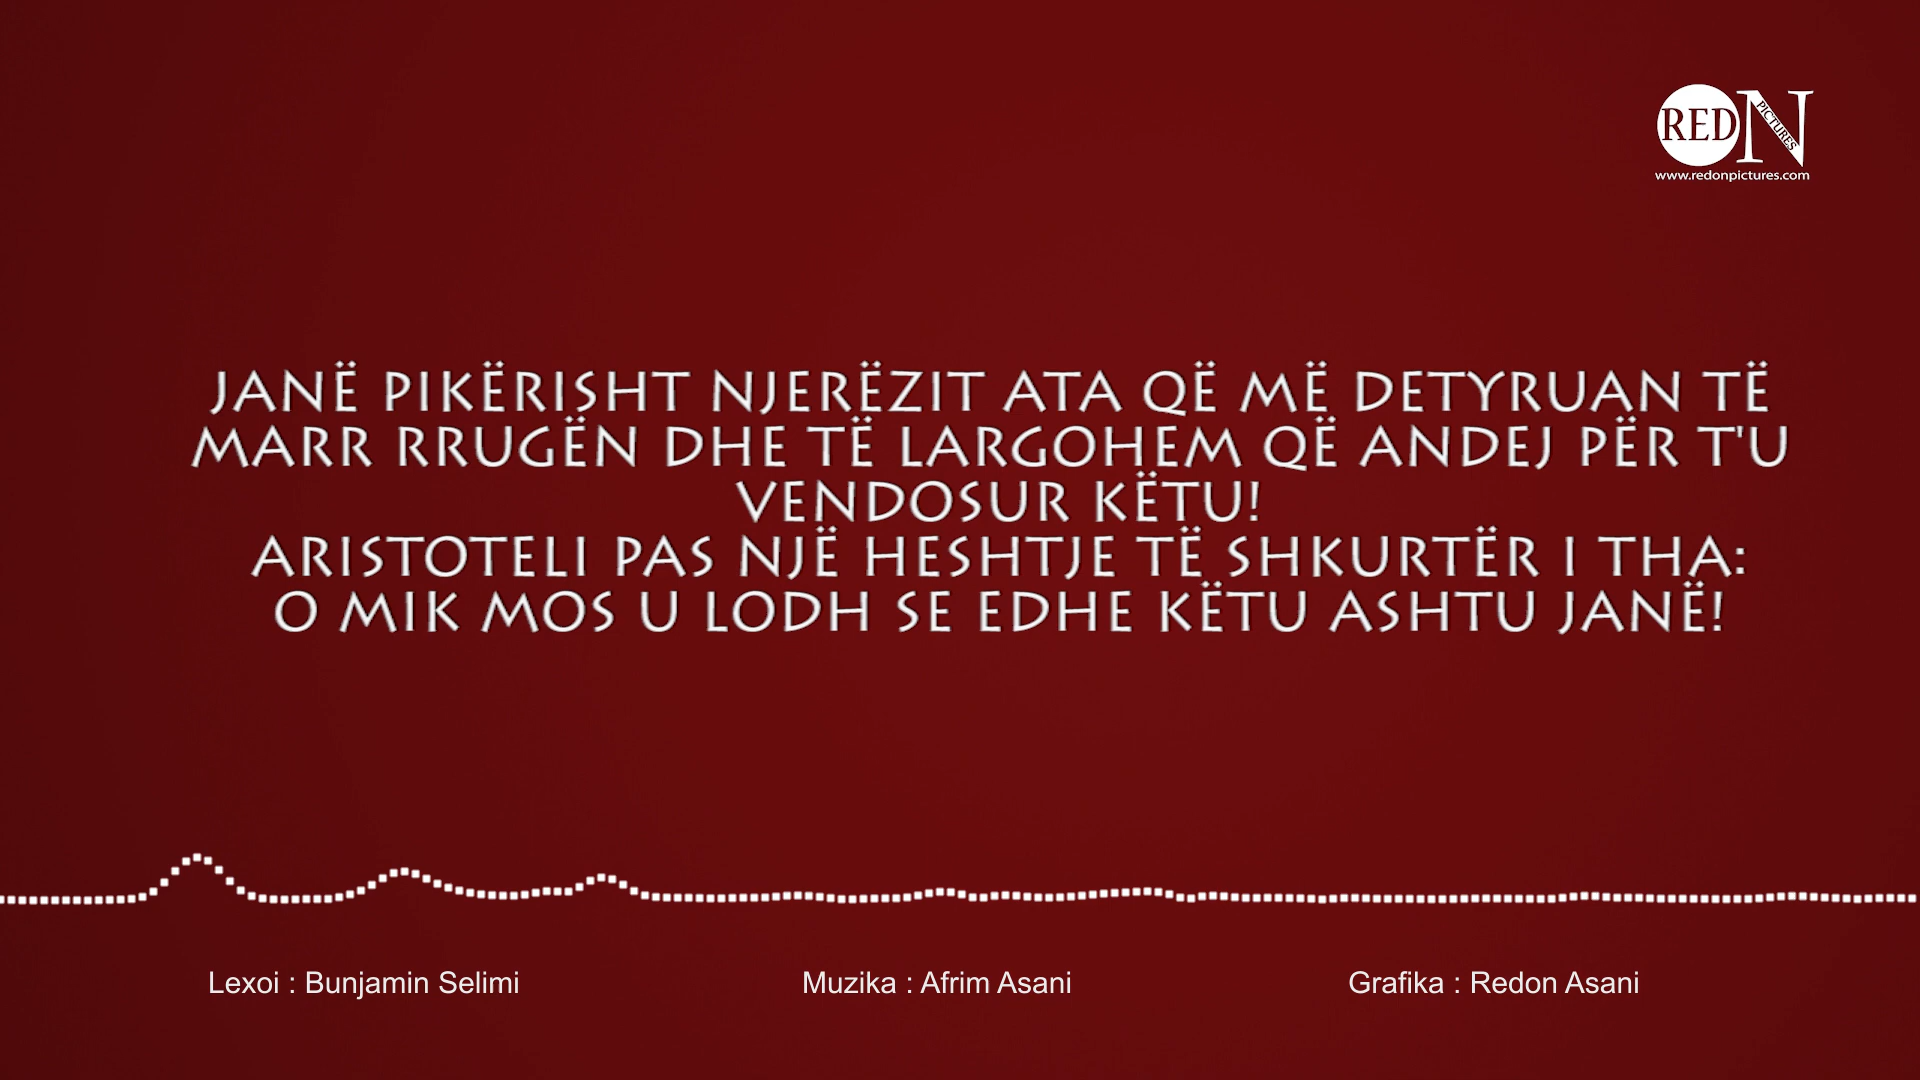 RED N
PICTURES
www.redonpictures.com
JANË PIKËRISHT NJERËZIT ATA QË MË DETYRUAN TË
MARR RRUGËN DHE TË LARGOHEM QË ANDEJ PËR T'U
VENDOSUR KËTU!
ARISTOTELI PAS NJË HESHTJE TË SHKURTËR I THA:
O MIK MOS U LODH SE EDHE KËTU ASHTU JANË!
Lexoi : Bunjamin Selimi
Muzika : Afrim Asani
Grafika : Redon Asani